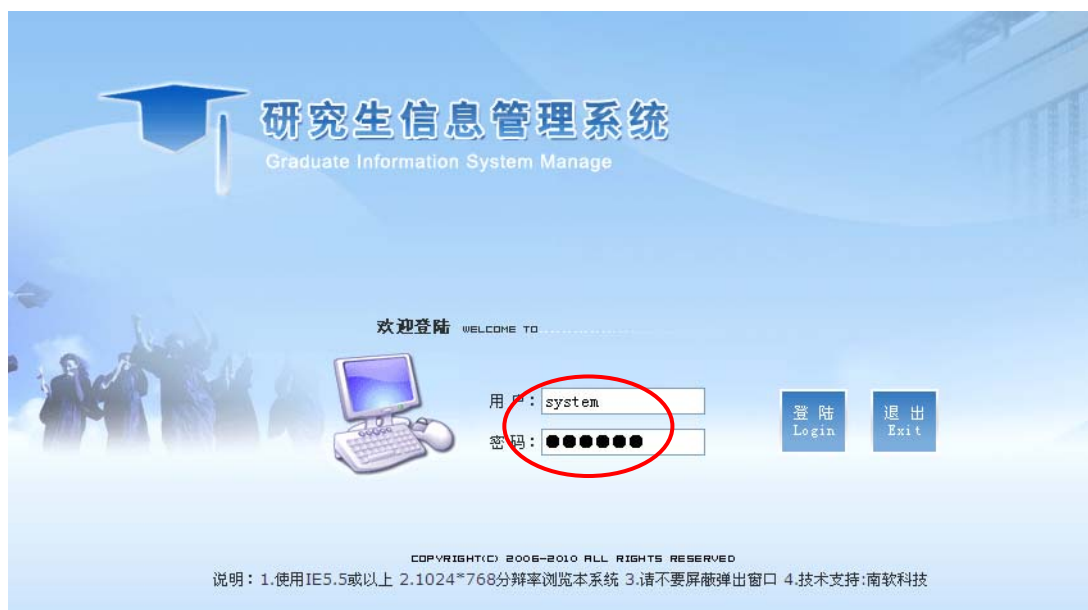 研究生信息管理系统
Graduate Information System Manage
欢迎登陆 WELCOME TO
用户：system
登陆 退出
Login Exit
密码：●●●●●●
COPYRIGHT(C) 2006-2010 ALL RIGHTS RESERVED
说明：1.使用IE5.5或以上 2.1024*768分辩率浏览本系统 3.请不要屏蔽弹出窗口 4.技术支持:南软科技